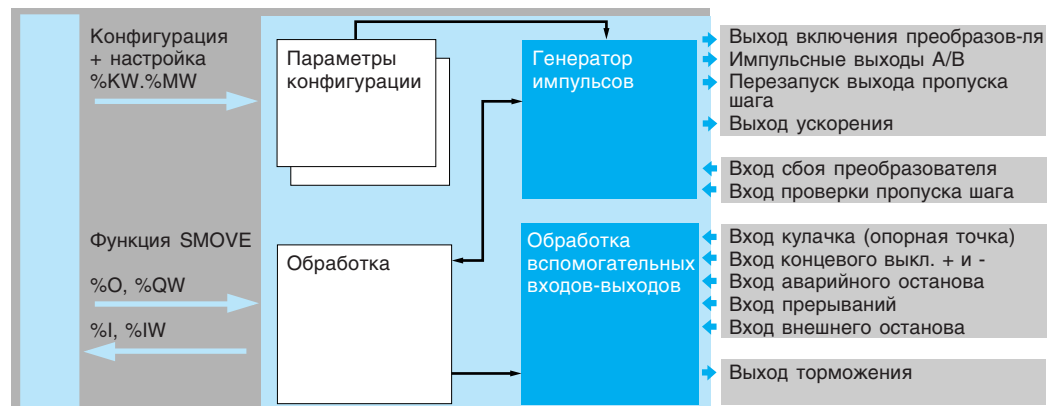 Конфигурация
+ настройка
%KW.%MW
Параметры
конфигурации
Генератор
импульсов
Выход включения преобразов-ля
Импульсные выходы A/B
Перезапуск выхода пропуска
шага
Выход ускорения
Вход сбоя преобразователя
Вход проверки пропуска шага
Функция SMOVE
%O, %QW
%I, %IW
Обработка
Обработка
вспомогательных
входов-выходов
Вход кулачка (опорная точка)
Вход концевого выкл. + и -
Вход аварийного останова
Вход прерываний
Вход внешнего останова
Выход торможения